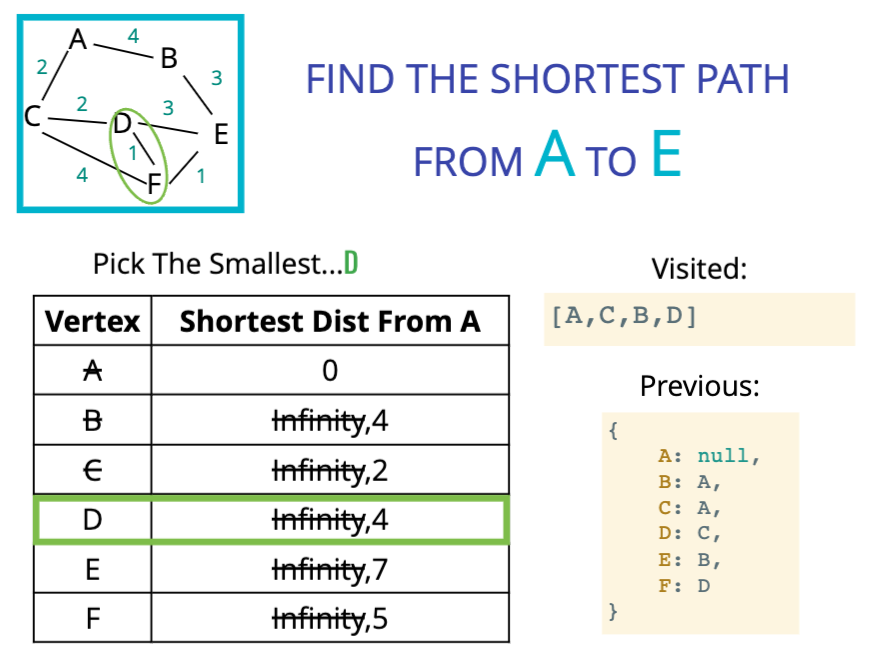 A
4
B
2
3
C
2
D
3
E
1
4
F
1
FIND THE SHORTEST PATH
FROM A TO E
Pick The Smallest...D
Vertex Shortest Dist From A
A 0
B Infinity,4
C Infinity,2
D Infinity,4
E Infinity,7
F Infinity,5
Visited:
[A,C,B,D]
Previous:
{
A: null,
B: A,
C: A,
D: C,
E: B,
F: D
}